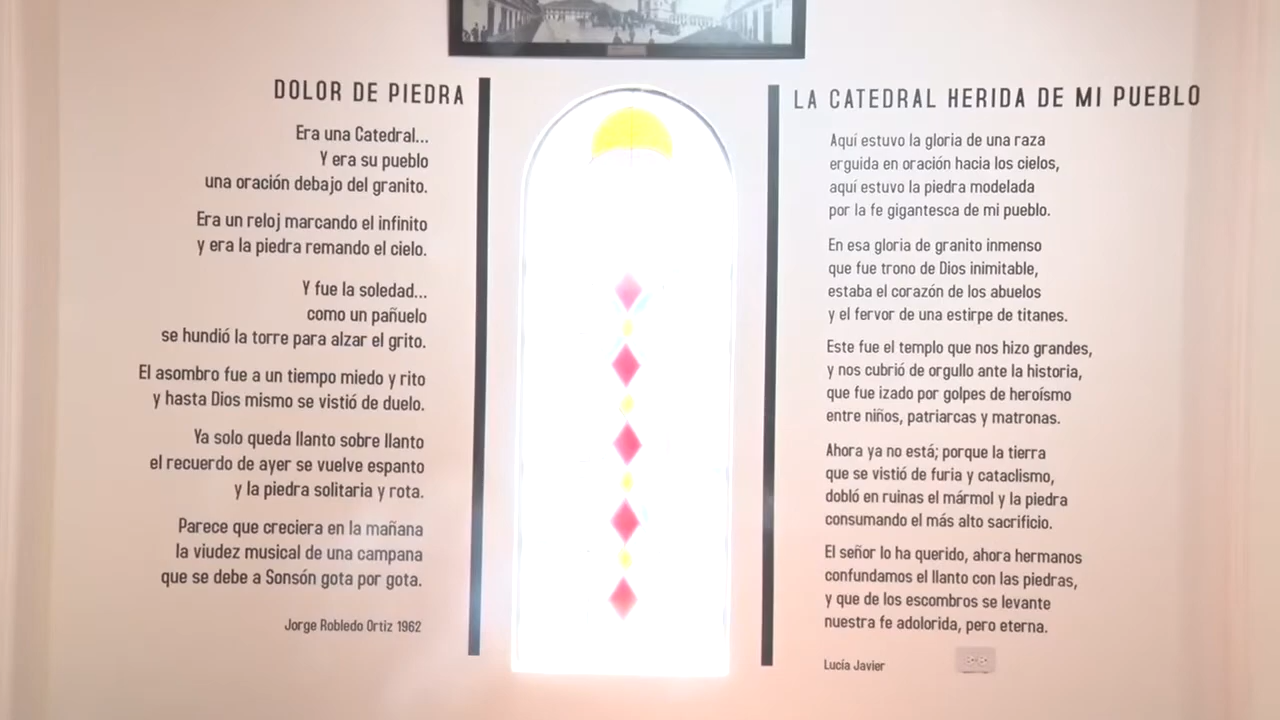 DOLOR DE PIEDRA
Era una Catedral...
Y era su pueblo
una oración debajo del granito.
Era un reloj marcando el infinito
y era la piedra remando el cielo.
Y fue la soledad...
como un pañuelo
se hundió la torre para alzar el grito.
El asombro fue a un tiempo miedo y rito
y hasta Dios mismo se vistió de duelo.
Ya solo queda llanto sobre llanto
el recuerdo de ayer se vuelve espanto
y la piedra solitaria y rota.
Parece que creciera en la mañana
la viudez musical de una campana
que se debe a Sonsón gota por gota.
Jorge Robledo Ortiz 1962
LA CATEDRAL HERIDA DE MI PUEBLO
Aquí estuvo la gloria de una raza
erguida en oración hacia los cielos,
aquí estuvo la piedra modelada
por la fe gigantesca de mi pueblo.
En esa gloria de granito inmenso
que fue trono de Dios inimitable,
estaba el corazón de los abuelos
y el fervor de una estirpe de titanes.
Este fue el templo que nos hizo grandes,
y nos cubrió de orgullo ante la historia,
que fue izado por golpes de heroísmo
entre niños, patriarcas y matronas.
Ahora ya no está; porque la tierra
que se vistió de furia y cataclismo,
dobló en ruinas el mármol y la piedra
consumando el más alto sacrificio.
El señor lo ha querido, ahora hermanos
confundamos el llanto con las piedras,
y que de los escombros se levante
nuestra fe adolorida, pero eterna.
Lucía Javier